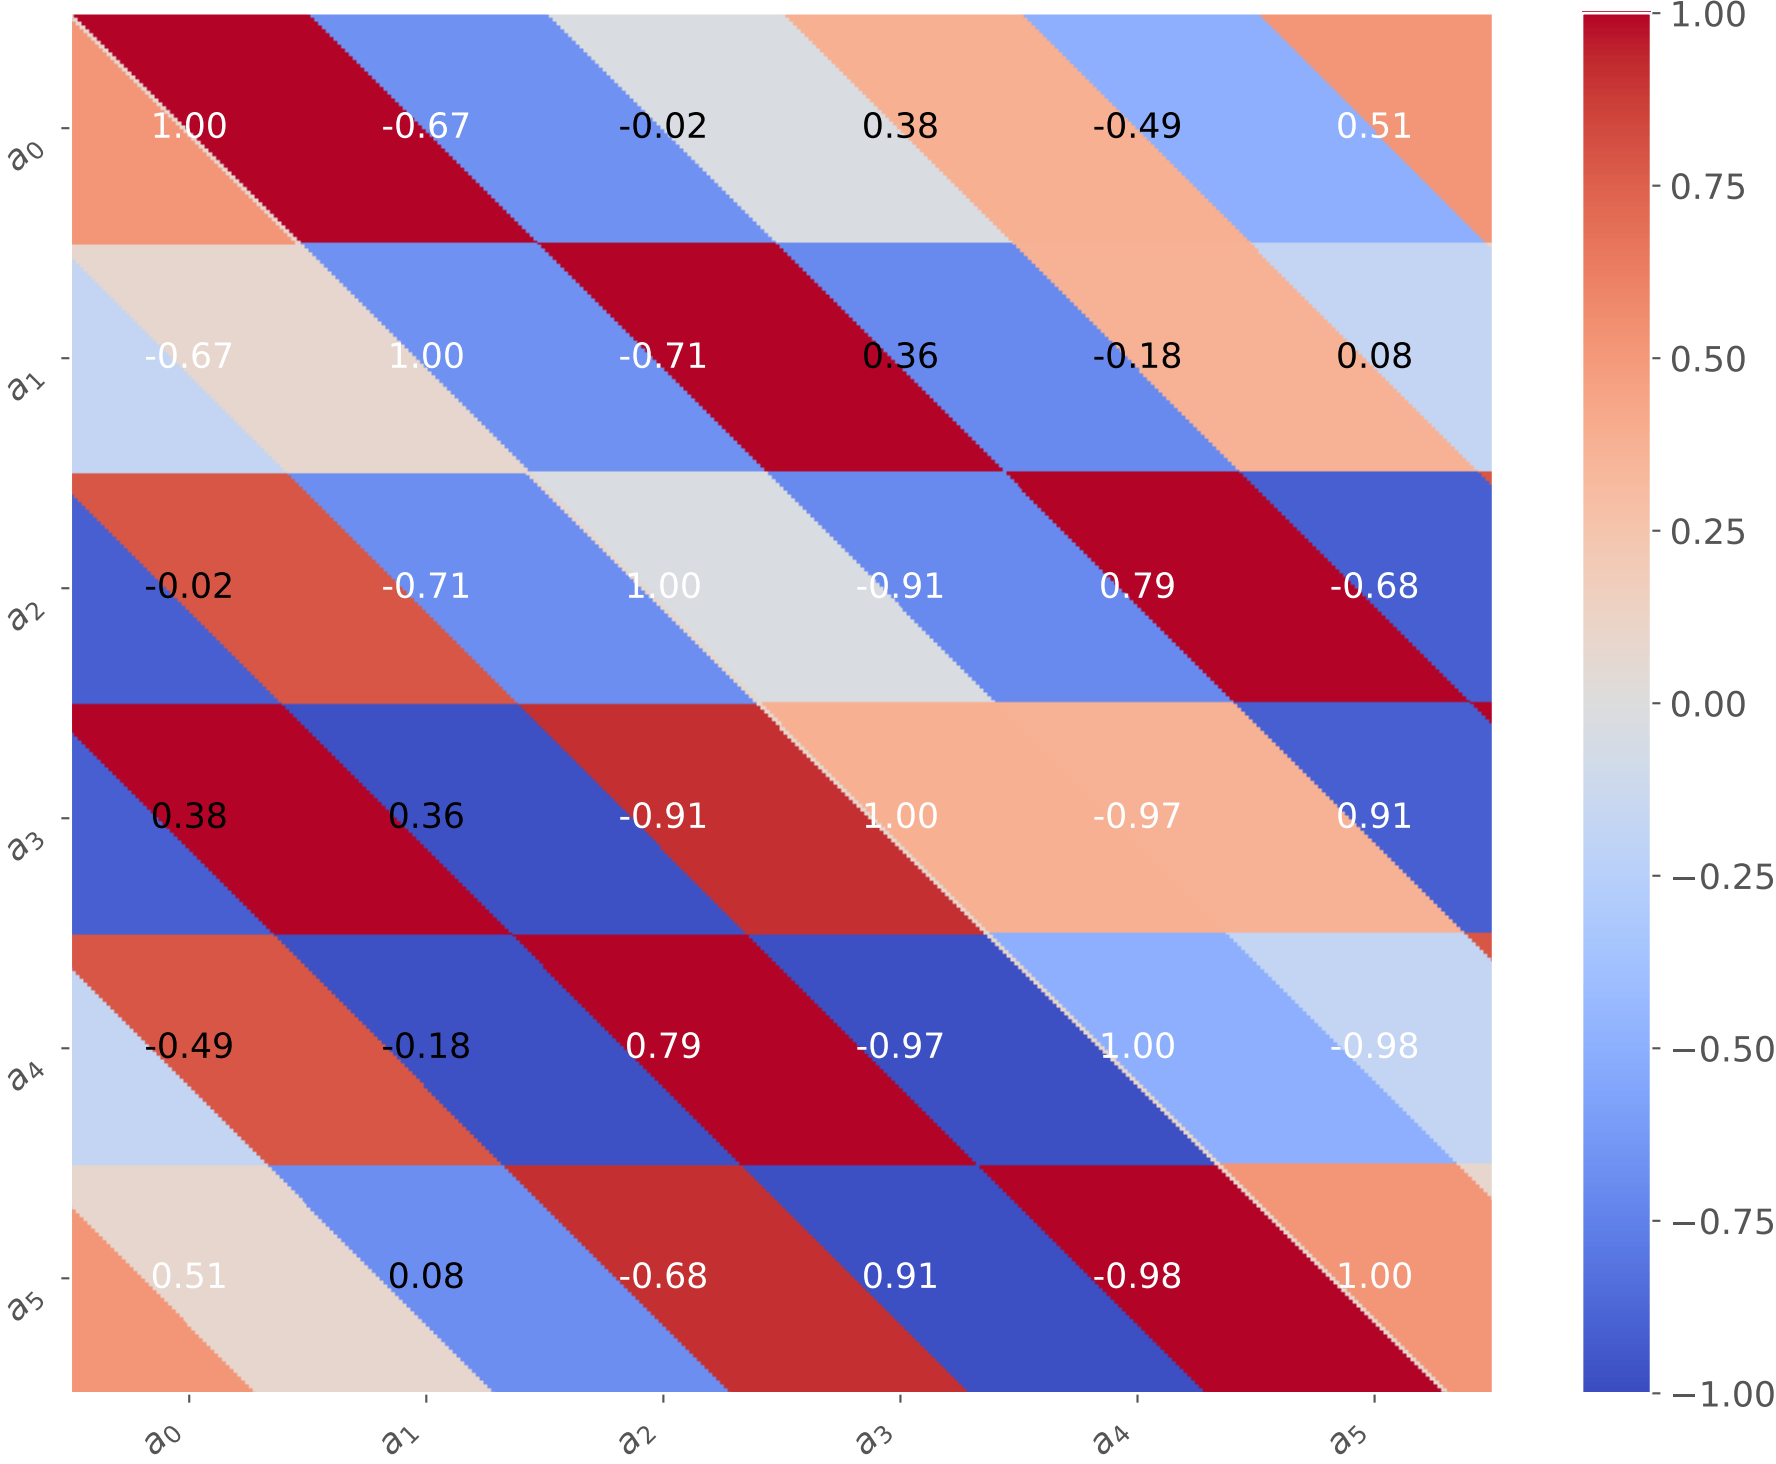 1.00
a0 1.00 -0.67 -0.02 0.38 -0.49 0.51
0.75
a1 -0.67 1.00 -0.71 0.36 -0.18 0.08
0.50
0.25
a2 -0.02 -0.71 1.00 -0.91 0.79 -0.68
0.00
a3 0.38 0.36 -0.91 1.00 -0.97 0.91
−0.25
a4 -0.49 -0.18 0.79 -0.97 1.00 -0.98
−0.50
−0.75
a5 0.51 0.08 -0.68 0.91 -0.98 1.00
−1.00
a0 a1 a2 a3 a4 a5